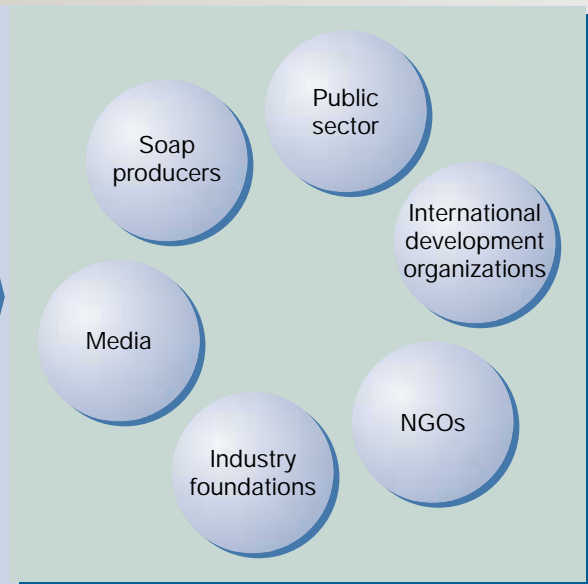 Public
sector
Soap
producers
International
development
organizations
Media
NGOs
Industry
foundations